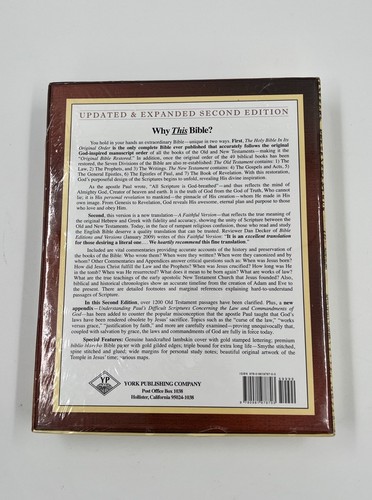 UPDATED & EXPANDED SECOND EDITION
Why This Bible?
You hold in your hands an extraordinary Bible—unique in two ways. First, The Holy Bible In Its
Original Order is the only complete Bible ever published that accurately follows the original
God-inspired manuscript order of all the books of the Old and New Testaments—making it the
"Original Bible Restored." In addition, once the original order of the 49 biblical books has been
restored, the Seven Divisions of the Bible are also re-established: The Old Testament contains: 1) The
Law, 2) The Prophets, and 3) The Writings. The New Testament contains: 4) The Gospels and Acts, 5)
The General Epistles, 6) The Epistles of Paul, and 7) The Book of Revelation. With this restoration,
God's purposeful design of the Scriptures begins to unfold, revealing His divine inspiration.
As the apostle Paul wrote, "All Scripture is God-breathed"—and thus reflects the mind of
Almighty God, Creator of heaven and earth. It is the truth from the God of Truth, Who cannot
lie; it is His personal revelation to mankind—the pinnacle of His creation—whom He made in His
own image. From Genesis to Revelation, God reveals His awesome, eternal plan and purpose to those
who love and obey Him.
Second, this version is a new translation—A Faithful Version—that reflects the true meaning of
the original Hebrew and Greek with fidelity and accuracy, showing the unity of Scripture between the
Old and New Testaments. Today, in the face of rampant religious confusion, those who read and study
the English Bible deserve a quality translation that can be trusted. Reviewer Dan Decker of Bible
Editions and Versions (January 2009) writes of this Faithful Version: "It is an excellent translation
for those desiring a literal one… We heartily recommend this fine translation."
Included are vital commentaries providing accurate accounts of the history and preservation of
the books of the Bible: Who wrote them? When were they written? When were they canonized and by
whom? Other Commentaries and Appendices answer critical questions such as: When was Jesus born?
How did Jesus Christ fulfill the Law and the Prophets? When was Jesus crucified? How long was He
in the tomb? When was He resurrected? What does it mean to be born again? What are works of law?
What are the true teachings of the early apostolic New Testament Church that Jesus founded? Also,
biblical and historical chronologies show an accurate timeline from the creation of Adam and Eve to
the present. There are detailed footnotes and marginal references explaining hard-to-understand
passages of Scripture.
In this Second Edition, over 1200 Old Testament passages have been clarified. Plus, a new
appendix—Understanding Paul's Difficult Scriptures Concerning the Law and Commandments of
God—has been added to counter the popular misconception that the apostle Paul taught that God's
laws have been rendered obsolete by Jesus' sacrifice. Topics such as the "curse of the law," "works
versus grace," "justification by faith," and more are carefully examined—proving unequivocally that,
coupled with salvation by grace, the laws and commandments of God are fully in force today.
Special Features: Genuine handcrafted lambskin cover with gold stamped lettering; premium
bible paper with gold gilded edges; triple bound for extra long life—Smythe stitched,
spine stitched and glued; wide margins for personal study notes; beautiful original artwork of the
Temple in Jesus' time; various maps.
YP
YORK PUBLISHING COMPANY
Post Office Box 1038
Hollister, California 95024-1038